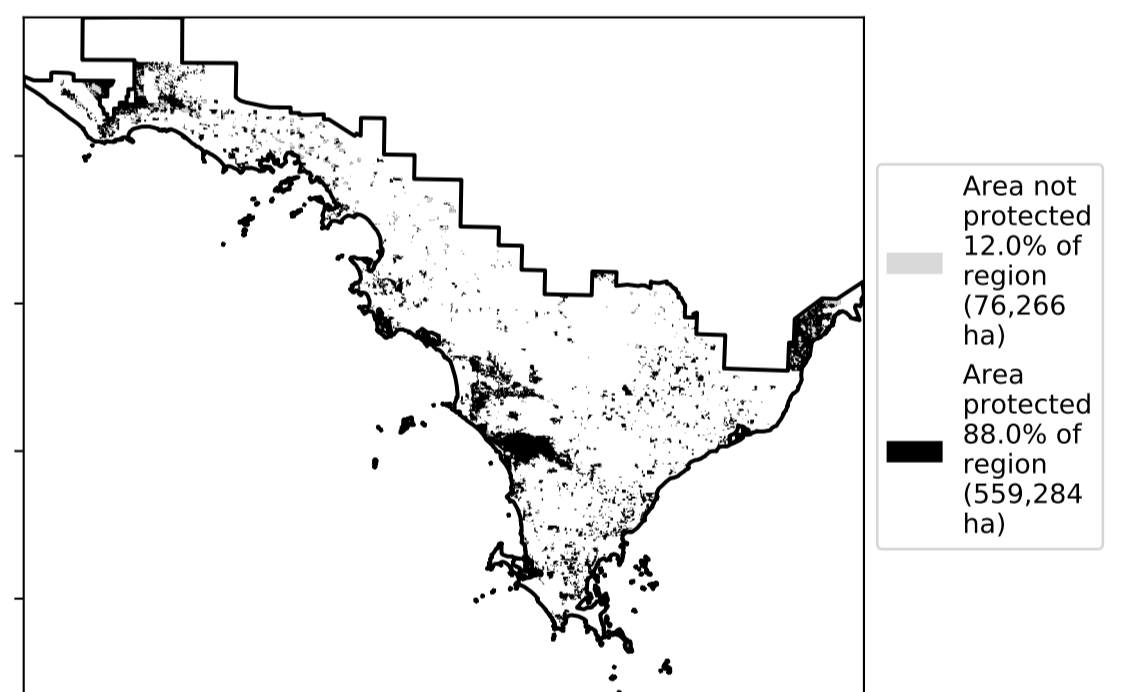 Area not
protected
12.0% of
region
(76,266
ha)
Area
protected
88.0% of
region
(559,284
ha)